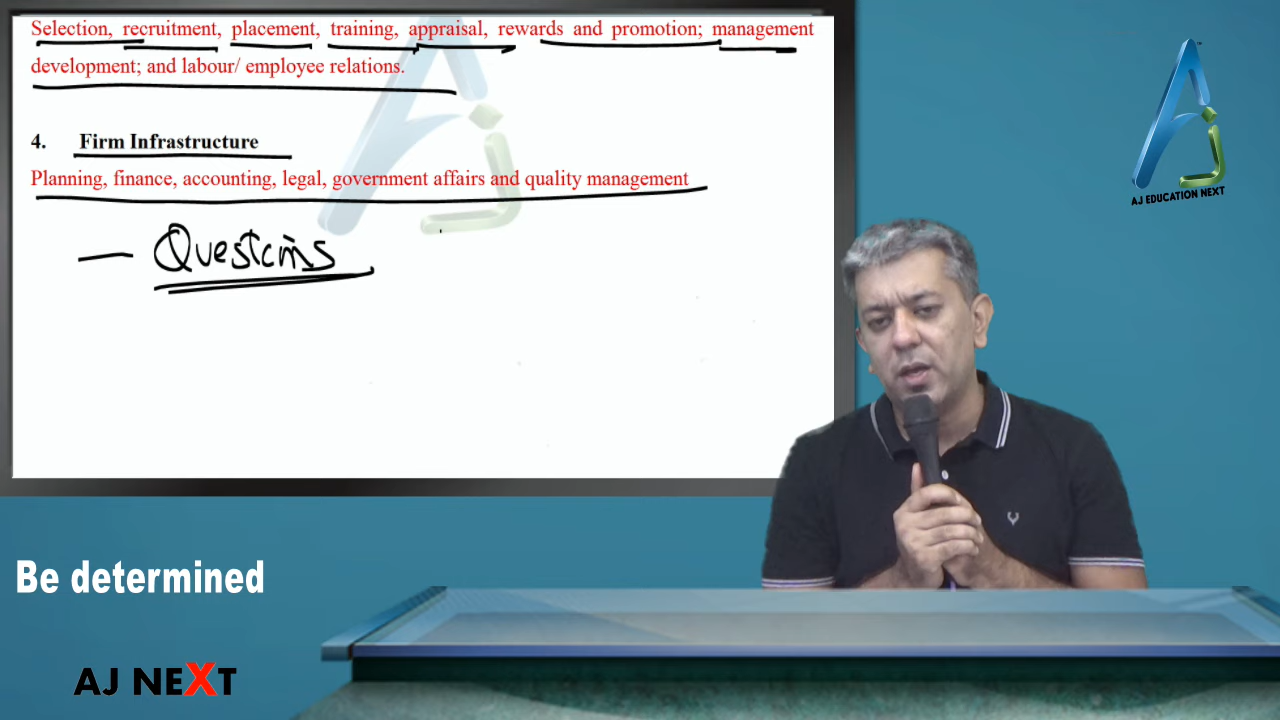 Selection, recruitment, placement, training, appraisal, rewards and promotion; management
development; and labour/ employee relations.
4. Firm Infrastructure
Planning, finance, accounting, legal, government affairs and quality management
— Questions
AJ EDUCATION NEXT
Be determined
AJ NEXT